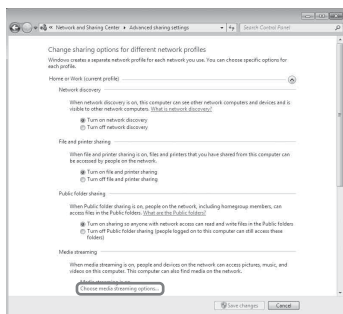 « Network and Sharing Center ▸ Advanced sharing settings
Search Control Panel
Change sharing options for different network profiles
Windows creates a separate network profile for each network you use. You can choose specific options for
each profile.
Home or Work (current profile)
Network discovery
When network discovery is on, this computer can see other network computers and devices and is
visible to other network computers. What is network discovery?
Turn on network discovery
Turn off network discovery
File and printer sharing
When file and printer sharing is on, files and printers that you have shared from this computer can
be accessed by people on the network.
Turn on file and printer sharing
Turn off file and printer sharing
Public folder sharing
When Public folder sharing is on, people on the network, including homegroup members, can
access files in the Public folders. What are the Public folders?
Turn on sharing so anyone with network access can read and write files in the Public folders
Turn off Public folder sharing (people logged on to this computer can still access these
folders)
Media streaming
When media streaming is on, people and devices on the network can access pictures, music, and
videos on this computer. This computer can also find media on the network.
Media streaming is on.
Choose media streaming options...
Save changes
Cancel